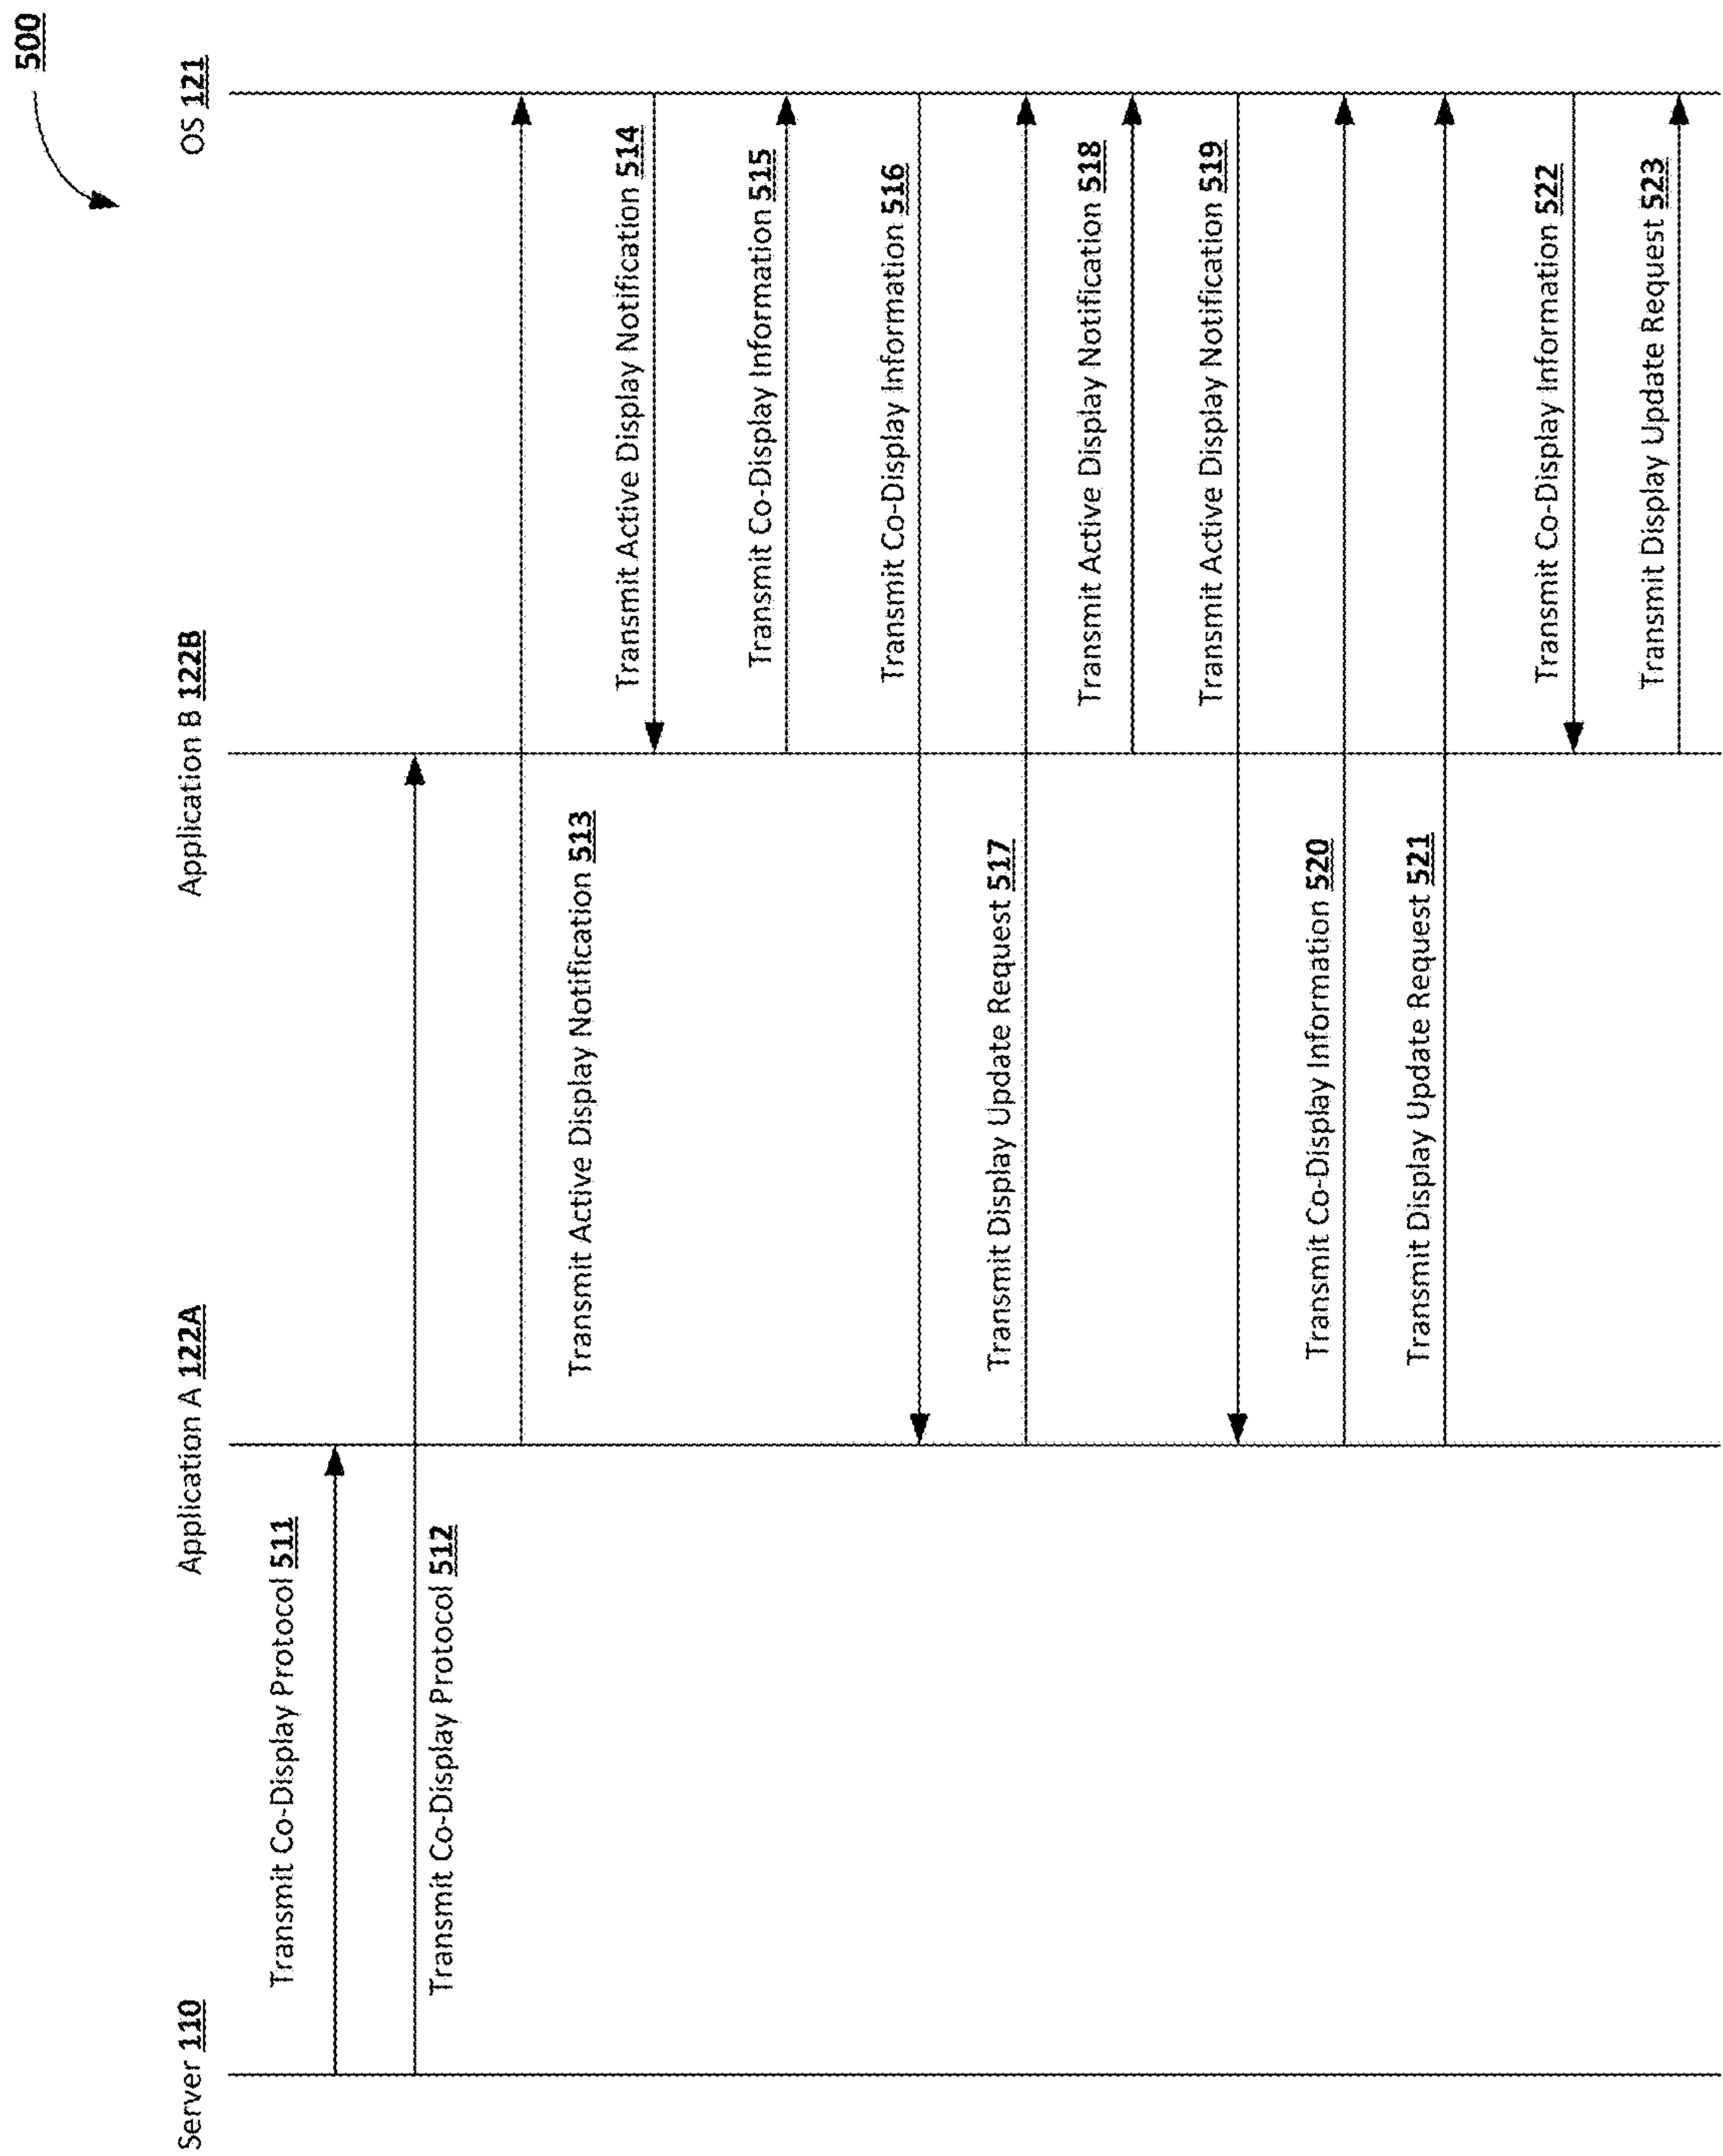 500
Server 110
Application A 122A
Application B 122B
OS 121
Transmit Co-Display Protocol 511
Transmit Co-Display Protocol 512
Transmit Active Display Notification 513
Transmit Active Display Notification 514
Transmit Co-Display Information 515
Transmit Co-Display Information 516
Transmit Display Update Request 517
Transmit Active Display Notification 518
Transmit Active Display Notification 519
Transmit Co-Display Information 520
Transmit Display Update Request 521
Transmit Co-Display Information 522
Transmit Display Update Request 523